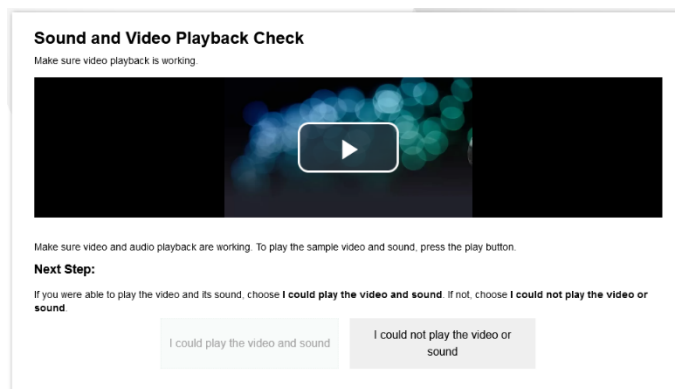 Sound and Video Playback Check
Make sure video playback is working.
Make sure video and audio playback are working. To play the sample video and sound, press the play button.
Next Step:
If you were able to play the video and its sound, choose I could play the video and sound. If not, choose I could not play the video or
sound.
I could play the video and sound
I could not play the video or
sound